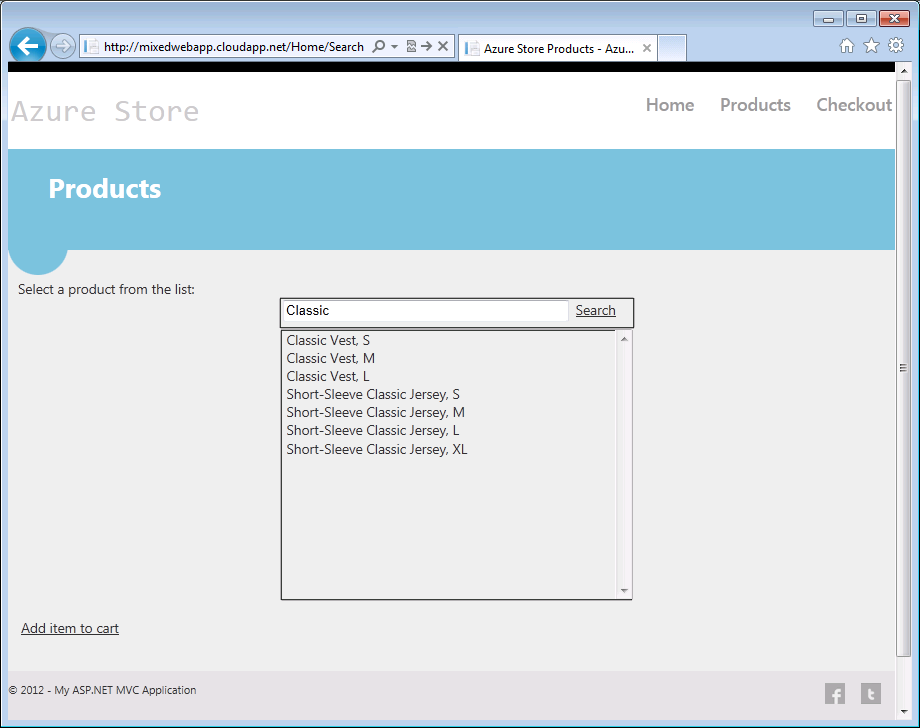 http://mixedwebapp.cloudapp.net/Home/Search
Azure Store Products - Azu...
Azure Store
Home Products Checkout
Products
Select a product from the list:
Classic Search
Classic Vest, S
Classic Vest, M
Classic Vest, L
Short-Sleeve Classic Jersey, S
Short-Sleeve Classic Jersey, M
Short-Sleeve Classic Jersey, L
Short-Sleeve Classic Jersey, XL
Add item to cart
© 2012 - My ASP.NET MVC Application